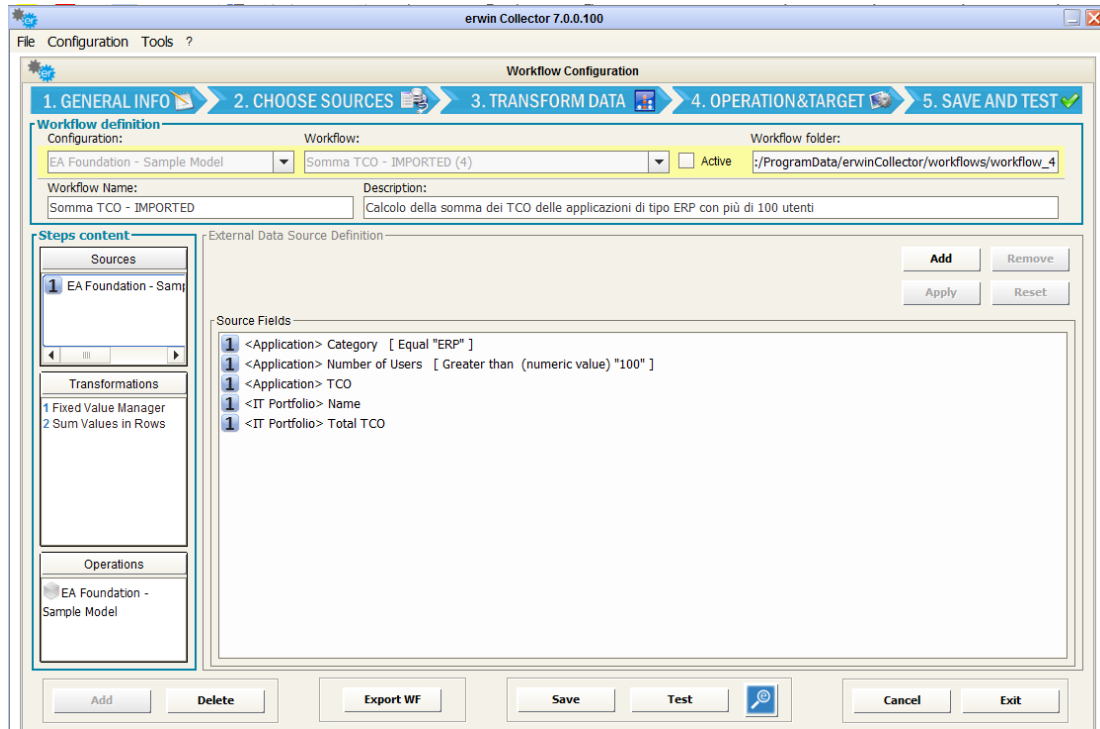 erwin Collector 7.0.0.100
File Configuration Tools ?
Workflow Configuration
1. GENERAL INFO 2. CHOOSE SOURCES 3. TRANSFORM DATA 4. OPERATION&TARGET 5. SAVE AND TEST
Workflow definition
Configuration: Workflow: Workflow folder:
EA Foundation - Sample Model Somma TCO - IMPORTED (4) Active :/ProgramData/erwinCollector/workflows/workflow_4
Workflow Name: Description:
Somma TCO - IMPORTED Calcolo della somma dei TCO delle applicazioni di tipo ERP con più di 100 utenti
Steps content
Sources
1 EA Foundation - Samp
Transformations
1 Fixed Value Manager
2 Sum Values in Rows
Operations
EA Foundation -
Sample Model
External Data Source Definition
Add Remove
Apply Reset
Source Fields
1 <Application> Category [ Equal "ERP" ]
1 <Application> Number of Users [ Greater than (numeric value) "100" ]
1 <Application> TCO
1 <IT Portfolio> Name
1 <IT Portfolio> Total TCO
Add Delete Export WF Save Test Cancel Exit